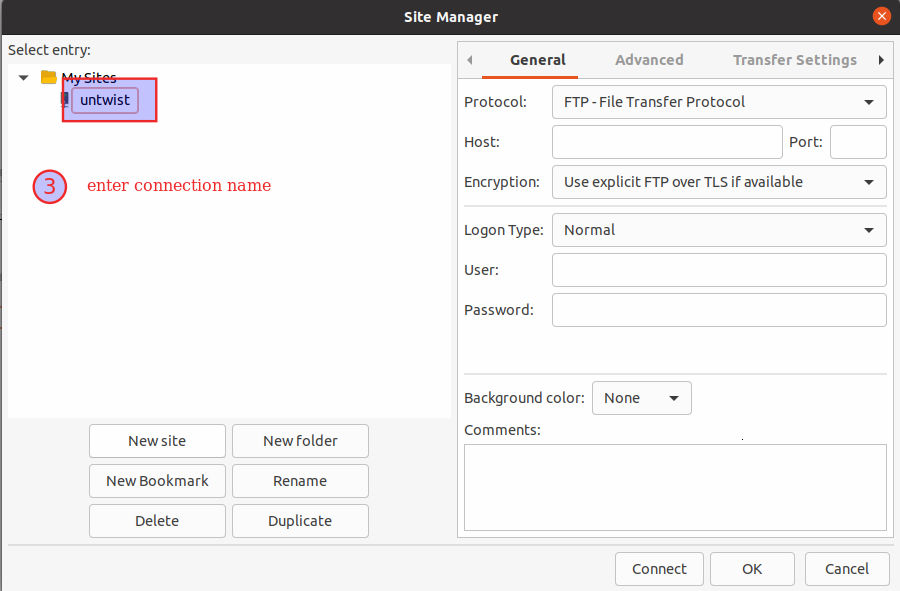 Site Manager
Select entry:
My Sites
untwist
3 enter connection name
New site New folder
New Bookmark Rename
Delete Duplicate
General Advanced Transfer Settings
Protocol: FTP - File Transfer Protocol
Host: Port:
Encryption: Use explicit FTP over TLS if available
Logon Type: Normal
User:
Password:
Background color: None
Comments:
Connect OK Cancel